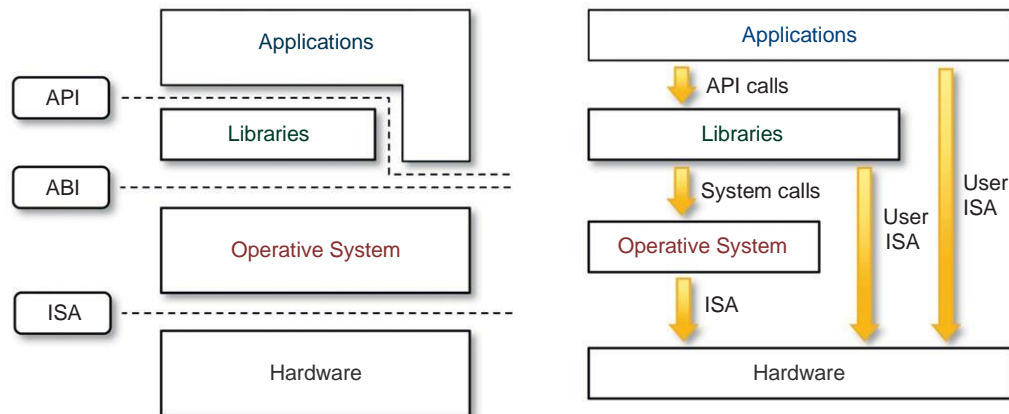 Applications
API
Libraries
ABI
Operative System
ISA
Hardware
Applications
API calls
Libraries
System calls
User
ISA
User
ISA
Operative System
ISA
Hardware